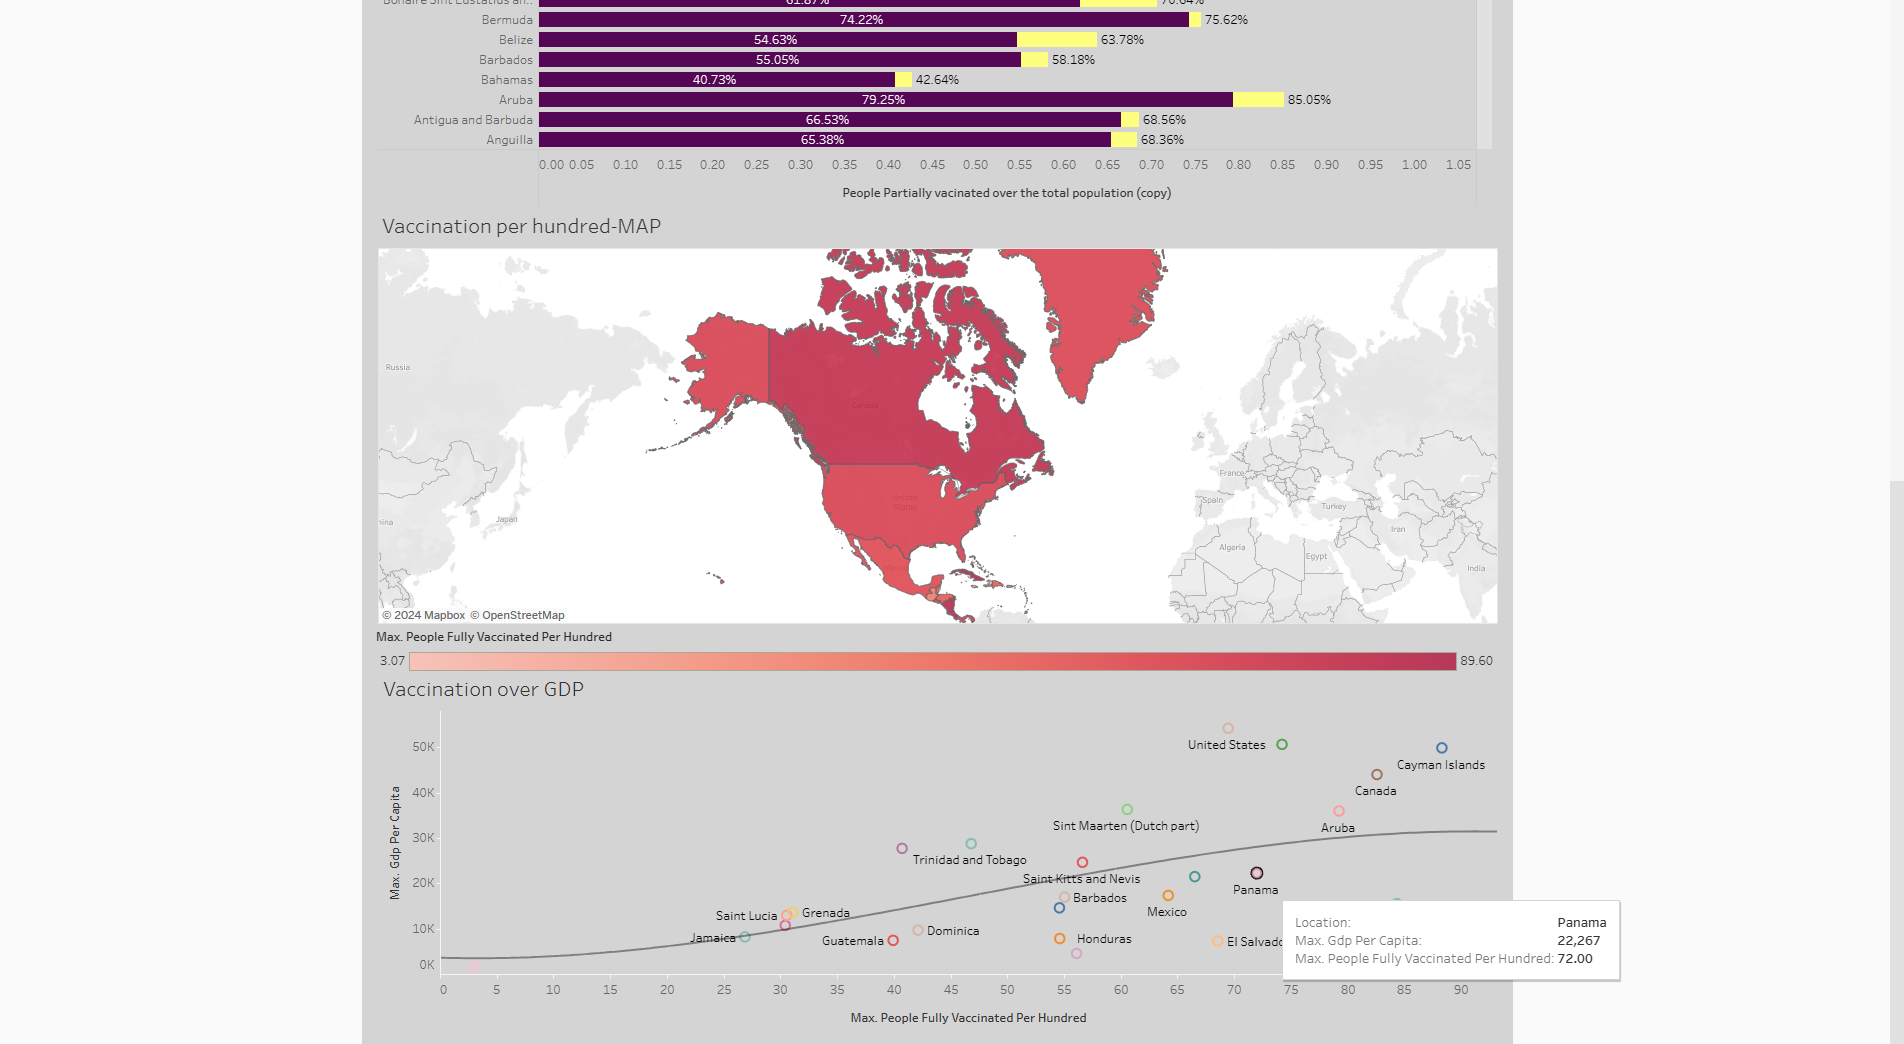 Bonaire Sint Eustatius an..
61.87%
70.64%
Bermuda
74.22%
75.62%
Belize
54.63%
63.78%
Barbados
55.05%
58.18%
Bahamas
40.73%
42.64%
Aruba
79.25%
85.05%
Antigua and Barbuda
66.53%
68.56%
Anguilla
65.38%
68.36%
0.00 0.05 0.10 0.15 0.20 0.25 0.30 0.35 0.40 0.45 0.50 0.55 0.60 0.65 0.70 0.75 0.80 0.85 0.90 0.95 1.00 1.05
People Partially vacinated over the total population (copy)
Vaccination per hundred-MAP
Russia
Canada
France
United
States
Spain
Turkey
Japan
Iran
Algeria
Egypt
India
© 2024 Mapbox © OpenStreetMap
Max. People Fully Vaccinated Per Hundred
3.07
89.60
Vaccination over GDP
Max. Gdp Per Capita
50K
40K
30K
20K
10K
0K
United States
Cayman Islands
Canada
Sint Maarten (Dutch part)
Aruba
Trinidad and Tobago
Saint Kitts and Nevis
Panama
Barbados
Mexico
Saint Lucia
Grenada
Dominica
Jamaica
Guatemala
Honduras
El Salvado
Location: Panama
Max. Gdp Per Capita: 22,267
Max. People Fully Vaccinated Per Hundred: 72.00
0 5 10 15 20 25 30 35 40 45 50 55 60 65 70 75 80 85 90
Max. People Fully Vaccinated Per Hundred